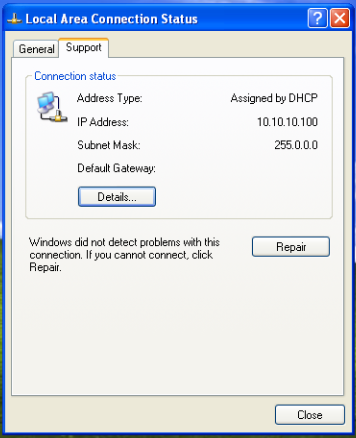 Local Area Connection Status
General Support
Connection status
Address Type: Assigned by DHCP
IP Address: 10.10.10.100
Subnet Mask: 255.0.0.0
Default Gateway:
Details...
Windows did not detect problems with this
connection. If you cannot connect, click
Repair.
Repair
Close